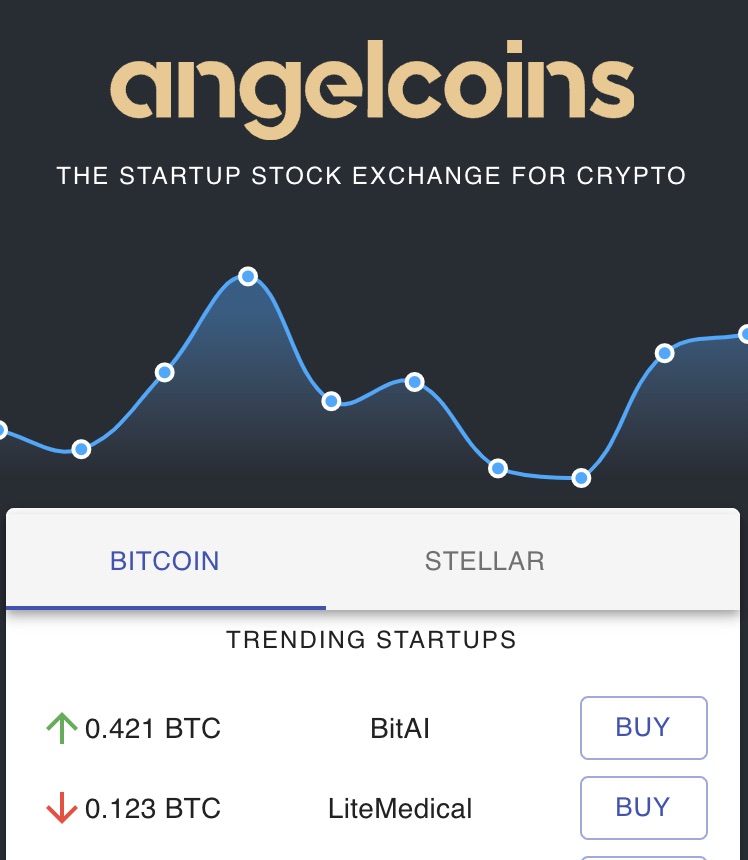 angelcoins
THE STARTUP STOCK EXCHANGE FOR CRYPTO
BITCOIN STELLAR
TRENDING STARTUPS
0.421 BTC BitAI BUY
0.123 BTC LiteMedical BUY